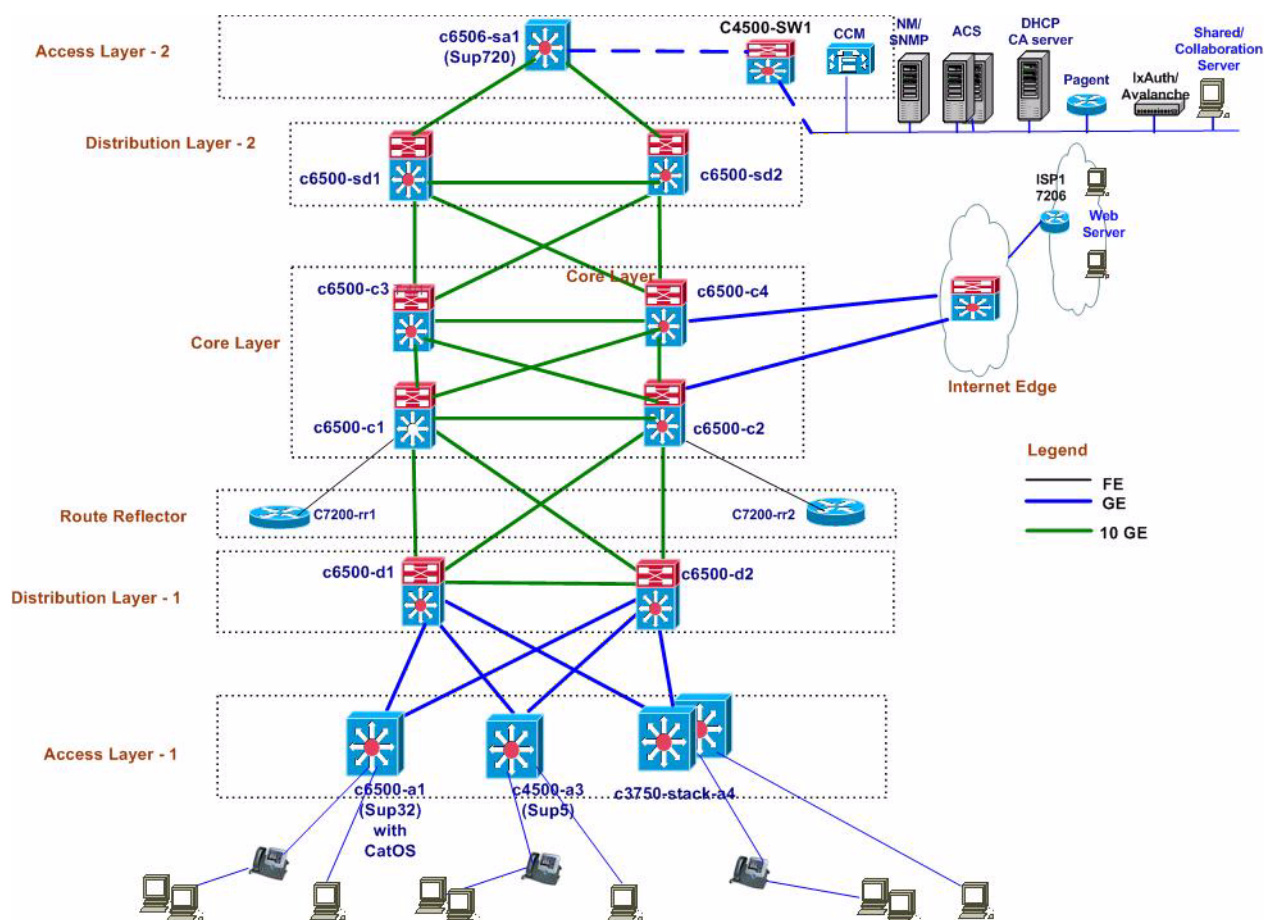 Access Layer - 2
c6506-sa1
(Sup720)
C4500-SW1
CCM
NM/
SNMP
ACS
DHCP
CA server
Pagent
IxAuth/
Avalanche
Shared/
Collaboration
Server
Distribution Layer - 2
c6500-sd1
c6500-sd2
ISP1
7206
Web
Server
Core Layer
c6500-c3
c6500-c4
Core Layer
Internet Edge
c6500-c1
c6500-c2
Legend
FE
GE
10 GE
Route Reflector
C7200-rr1
C7200-rr2
c6500-d1
c6500-d2
Distribution Layer - 1
Access Layer - 1
c6500-a1
(Sup32)
with
CatOS
c4500-a3
(Sup5)
c3750-stack-a4